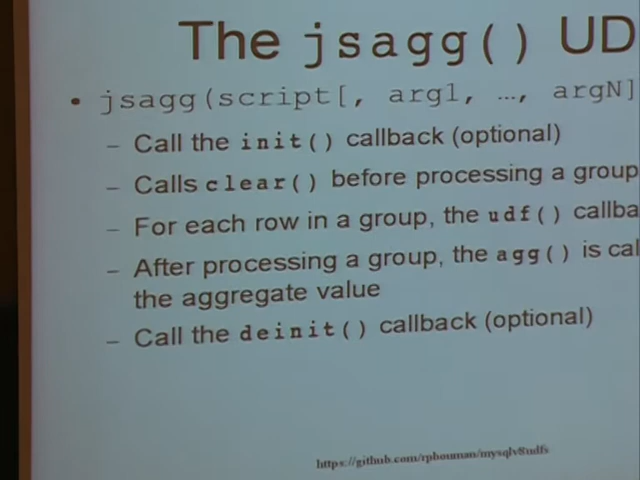 The jsagg() UD
• jsagg(script[, arg1, …, argN]
– Call the init() callback (optional)
– Calls clear() before processing a group
– For each row in a group, the udf() callba
– After processing a group, the agg() is cal
the aggregate value
– Call the deinit() callback (optional)
https://github.com/rpbouman/mysqlv8udfs